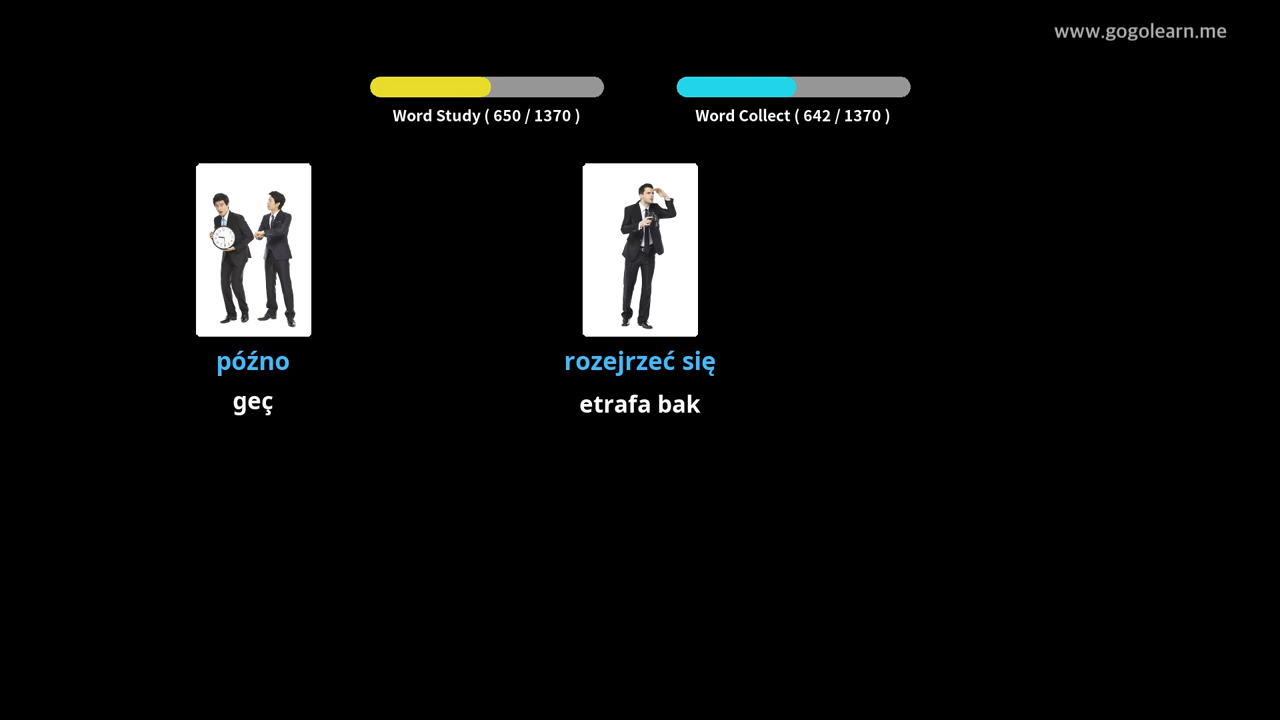 www.gogolearn.me
Word Study ( 650 / 1370 )
Word Collect ( 642 / 1370 )
późno
rozejrzeć się
geç
etrafa bak